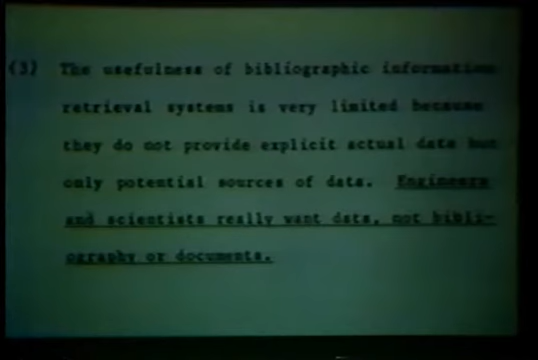 (3) The usefulness of bibliographic information
retrieval systems is very limited because
they do not provide explicit actual data but
only potential sources of data. Engineers
and scientists really want data, not bibli-
ography or documents.